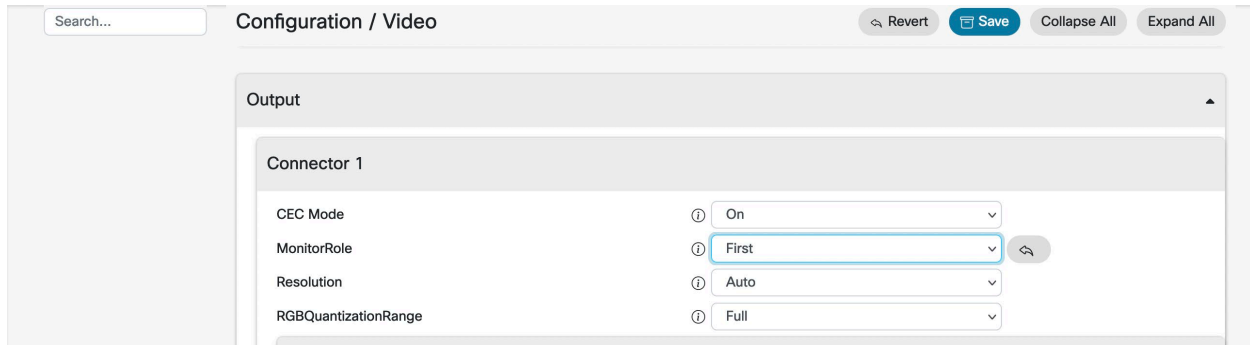 Search...
Configuration / Video
Revert
Save
Collapse All
Expand All
Output
Connector 1
CEC Mode
On
MonitorRole
First
Resolution
Auto
RGBQuantizationRange
Full